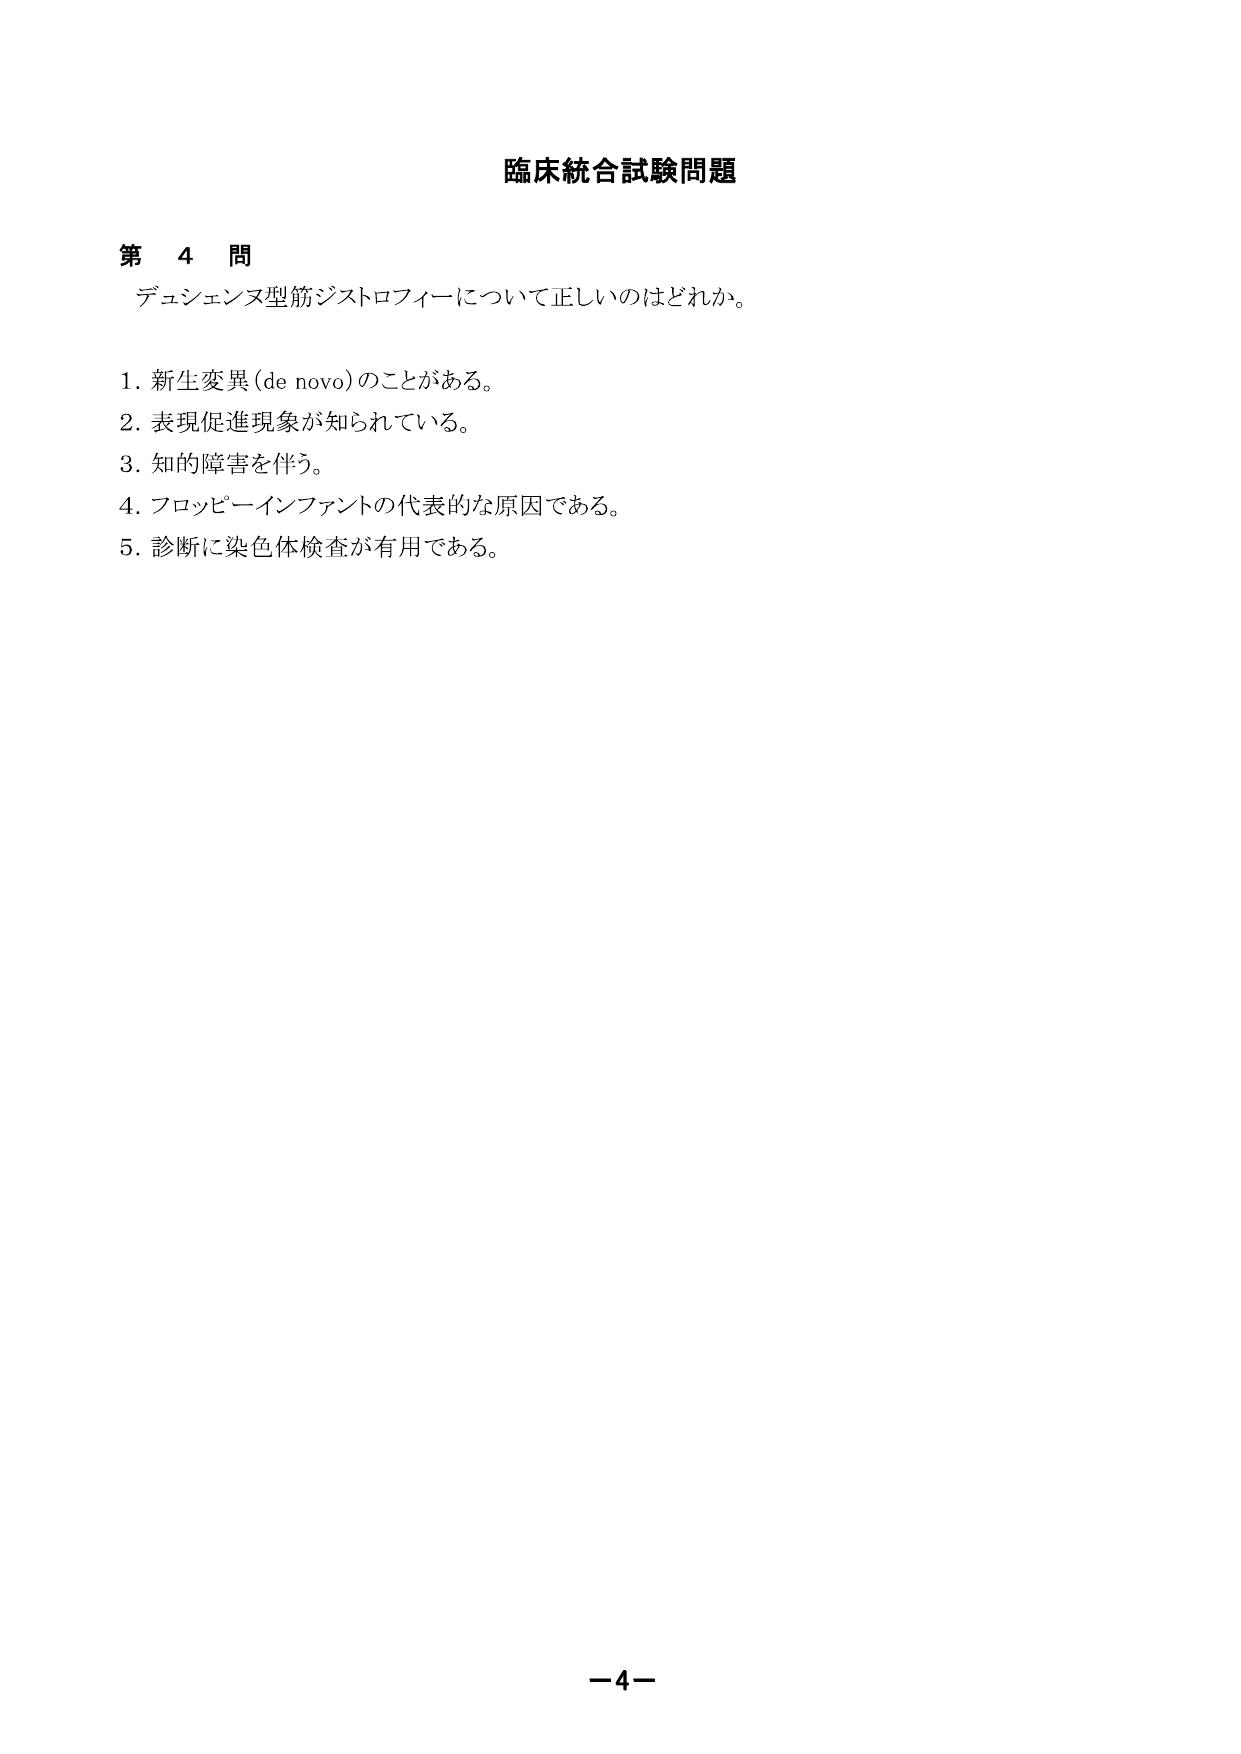 臨床統合試験問題
第 4 問
デュシェンヌ型筋ジストロフィーについて正しいのはどれか。
1. 新生変異(de novo)のことがある。
2. 表現促進現象が知られている。
3. 知的障害を伴う。
4. フロッピーインファントの代表的な原因である。
5. 診断に染色体検査が有用である。
－4－